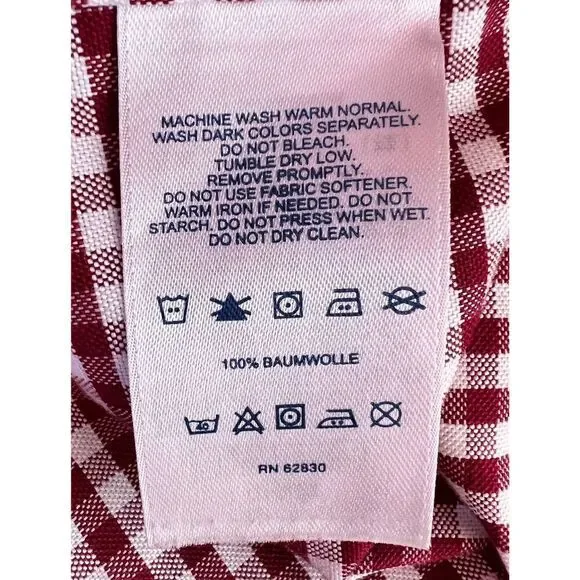 MACHINE WASH WARM NORMAL.
WASH DARK COLORS SEPARATELY.
DO NOT BLEACH.
TUMBLE DRY LOW.
REMOVE PROMPTLY.
DO NOT USE FABRIC SOFTENER.
WARM IRON IF NEEDED. DO NOT
STARCH. DO NOT PRESS WHEN WET.
DO NOT DRY CLEAN.
100% BAUMWOLLE
40
RN 62830